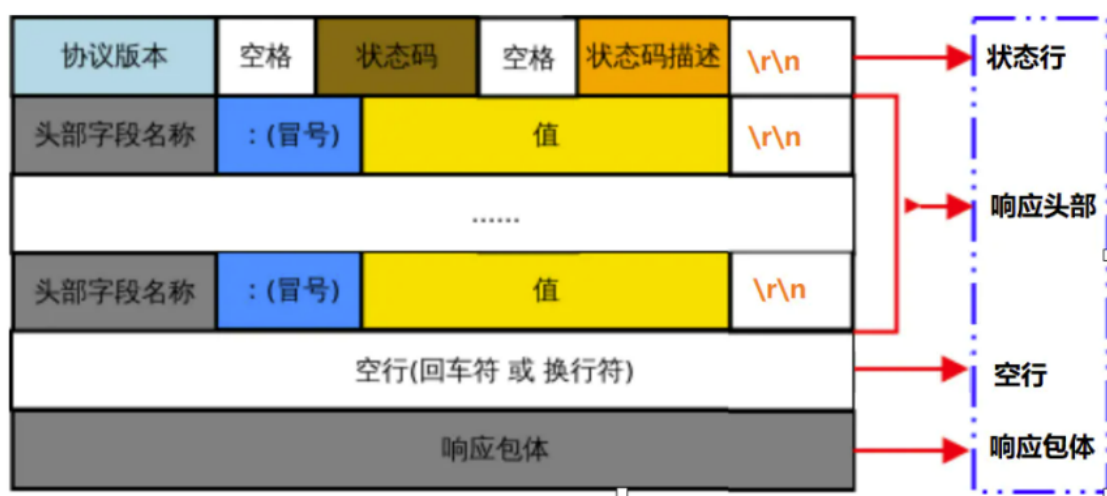 协议版本 空格 状态码 空格 状态码描述 \r\n 状态行
头部字段名称 :(冒号) 值 \r\n
...... 响应头部
头部字段名称 :(冒号) 值 \r\n
空行(回车符 或 换行符) 空行
响应包体 响应包体